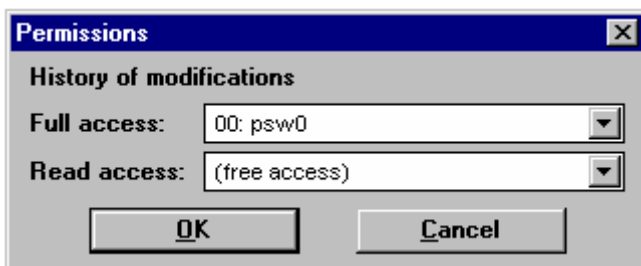 Permissions
History of modifications
Full access: 00: psw0
Read access: (free access)
OK Cancel